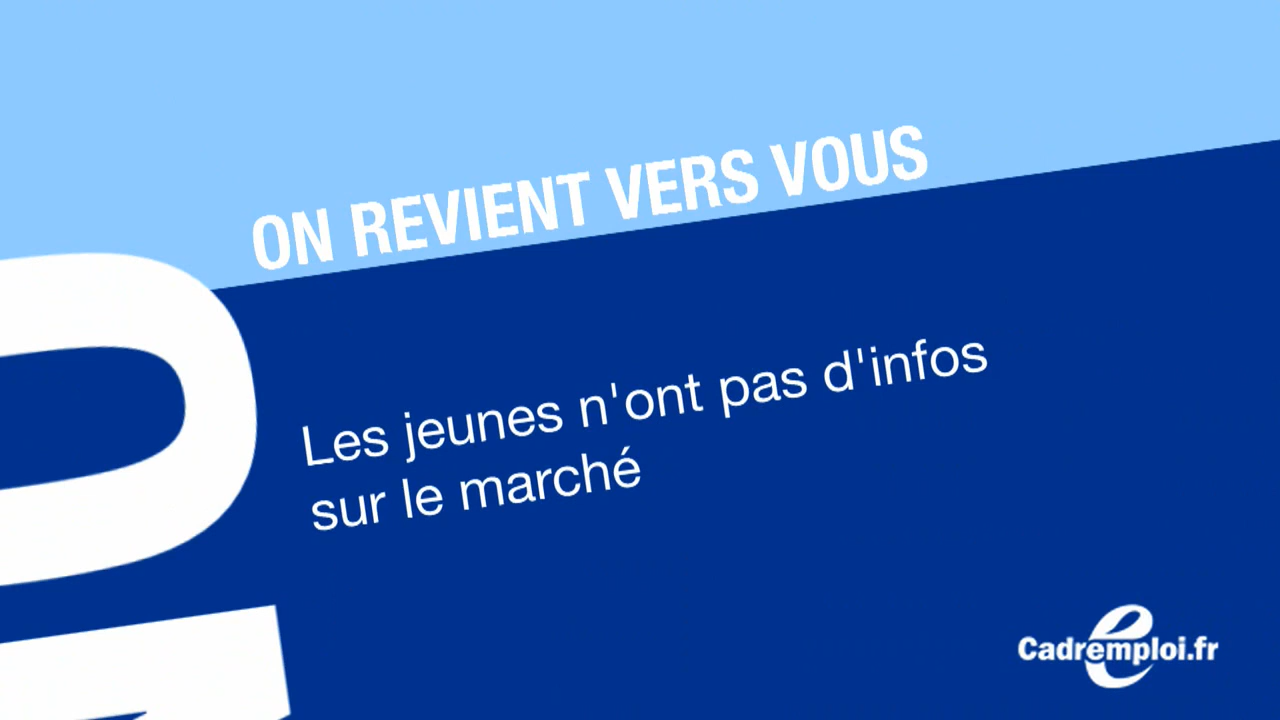 ON REVIENT VERS VOUS
Les jeunes n'ont pas d'infos
sur le marché
Cadremploi.fr